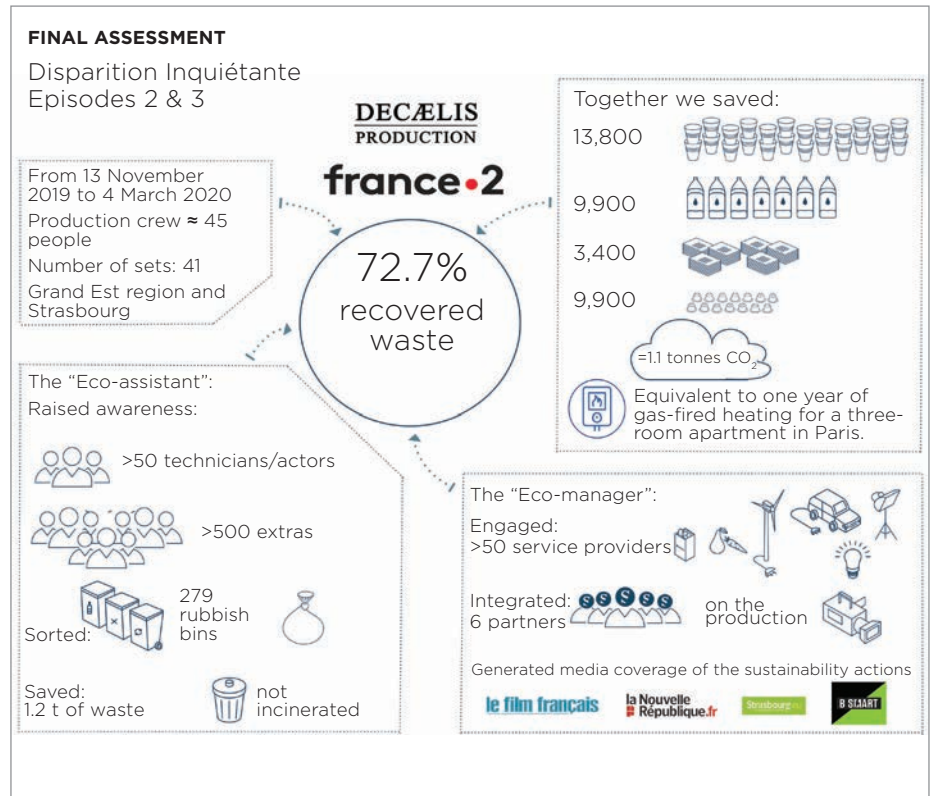 FINAL ASSESSMENT
Disparition Inquiétante
Episodes 2 & 3
DECÆLIS
PRODUCTION
france•2
From 13 November
2019 to 4 March 2020
Production crew ≈ 45
people
Number of sets: 41
Grand Est region and
Strasbourg
72.7%
recovered
waste
Together we saved:
13,800
9,900
3,400
9,900
=1.1 tonnes CO2
Equivalent to one year of
gas-fired heating for a three-
room apartment in Paris.
The “Eco-assistant”:
Raised awareness:
>50 technicians/actors
>500 extras
Sorted:
279
rubbish
bins
Saved:
1.2 t of waste
not
incinerated
The “Eco-manager”:
Engaged:
>50 service providers
Integrated:
6 partners
on the
production
Generated media coverage of the sustainability actions
le film français
la Nouvelle
République.fr
Strasbourg.eu
B STAART